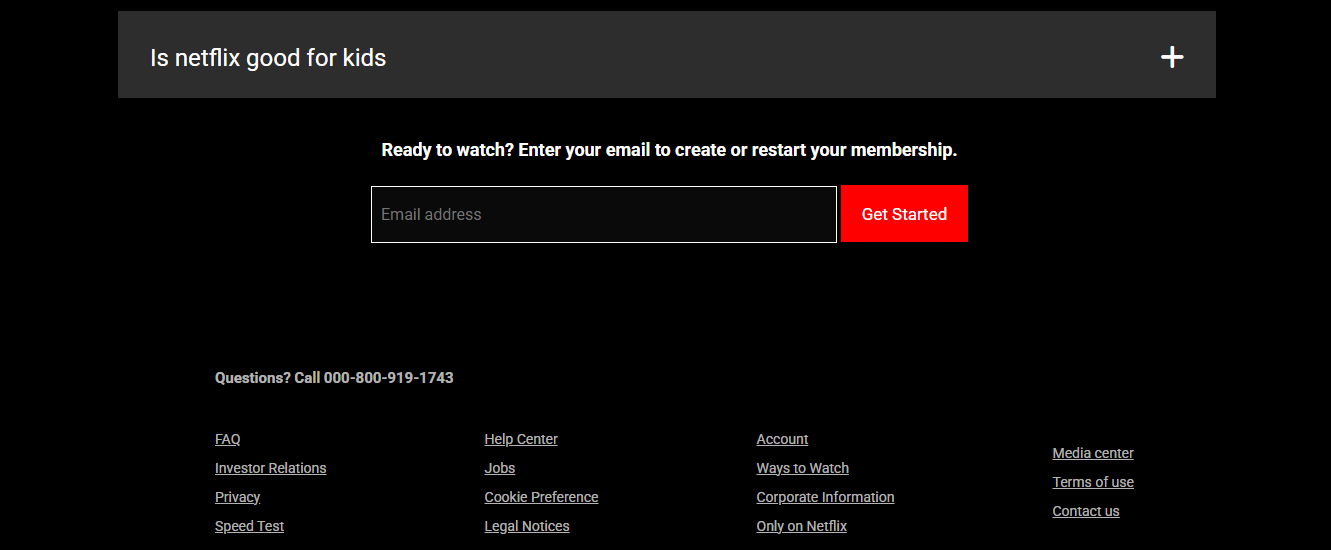 Is netflix good for kids
Ready to watch? Enter your email to create or restart your membership.
Email address
Get Started
Questions? Call 000-800-919-1743
FAQ
Investor Relations
Privacy
Speed Test
Help Center
Jobs
Cookie Preference
Legal Notices
Account
Ways to Watch
Corporate Information
Only on Netflix
Media center
Terms of use
Contact us